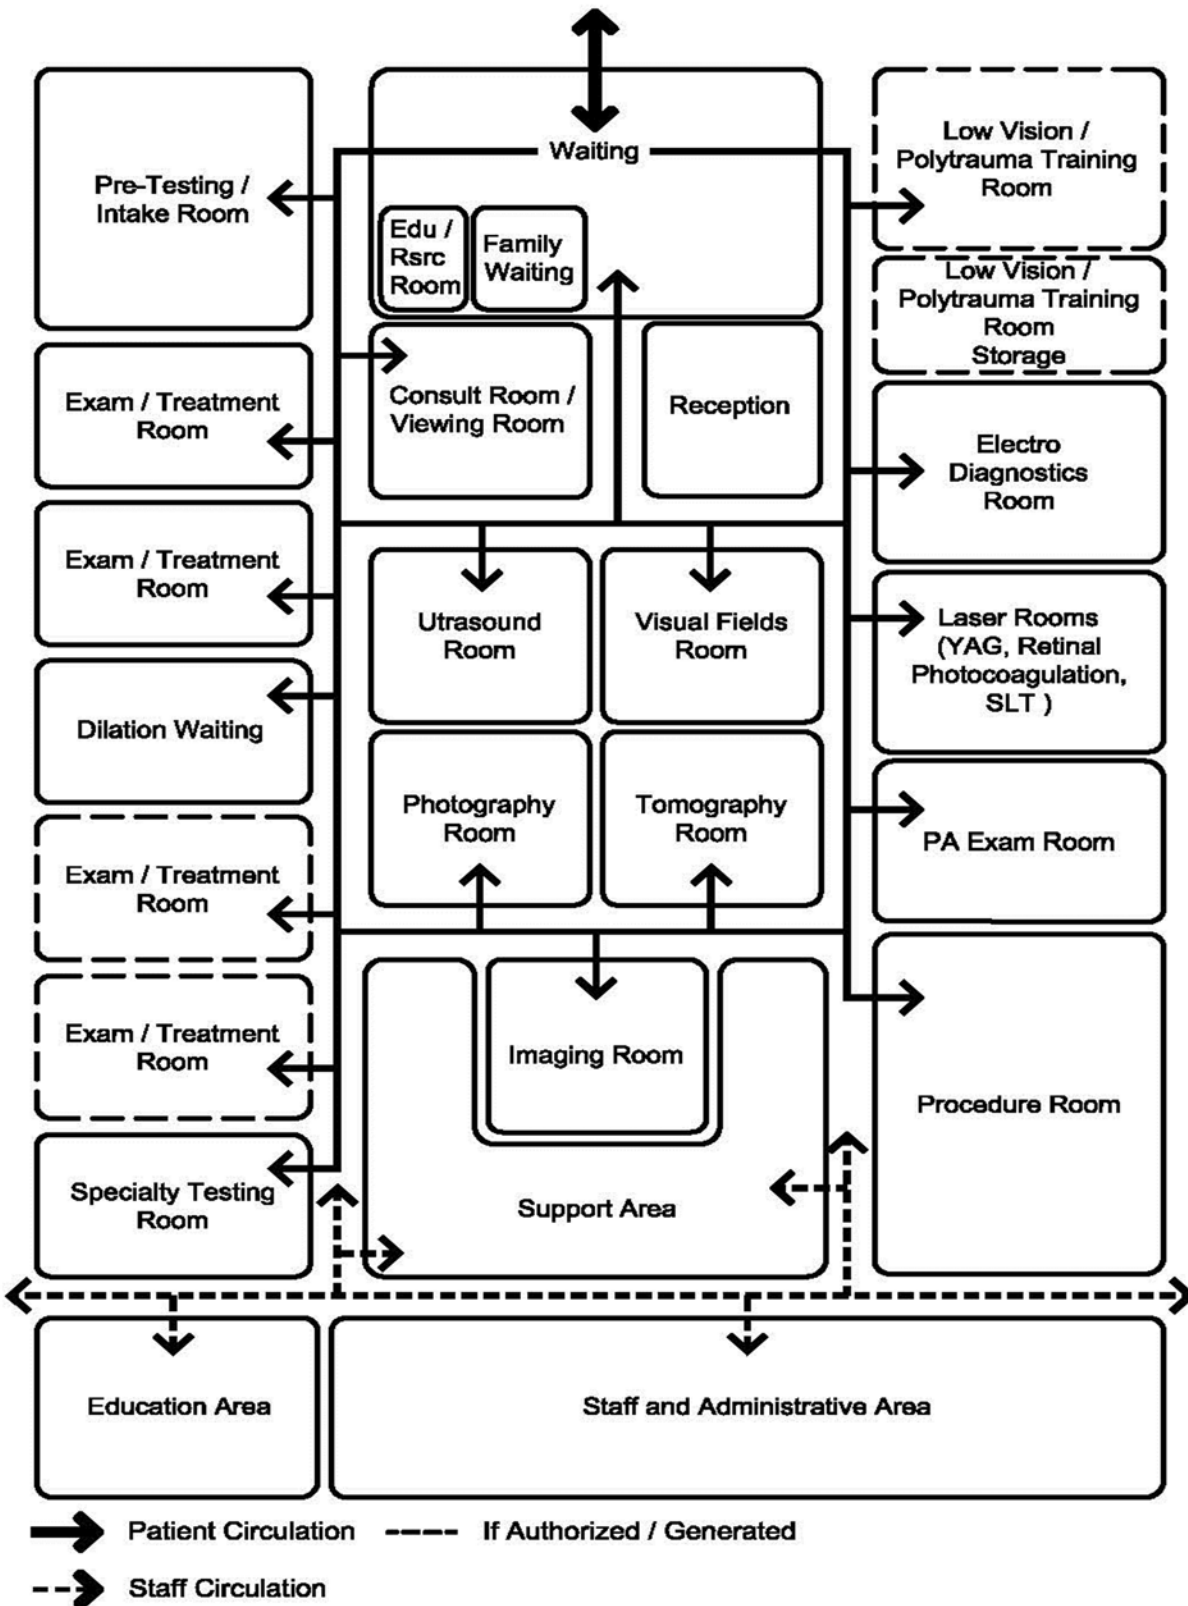 Waiting
Edu /
Rsrc
Room
Family
Waiting
Pre-Testing /
Intake Room
Low Vision /
Polytrauma Training
Room
Low Vision /
Polytrauma Training
Room
Storage
Consult Room /
Viewing Room
Reception
Exam / Treatment
Room
Electro
Diagnostics
Room
Exam / Treatment
Room
Utrasound
Room
Visual Fields
Room
Laser Rooms
(YAG, Retinal
Photocoagulation,
SLT )
Dilation Waiting
Photography
Room
Tomography
Room
PA Exam Room
Exam / Treatment
Room
Exam / Treatment
Room
Imaging Room
Procedure Room
Specialty Testing
Room
Support Area
Education Area
Staff and Administrative Area
Patient Circulation
If Authorized / Generated
Staff Circulation